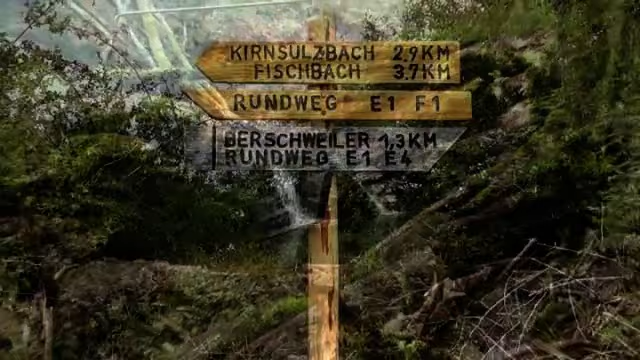 KIRNSULZBACH 2,9KM
FISCHBACH 3.7KM
RUNDWEG E1 F1
BERSCHWEILER 1,3KM
RUNDWEG E1 E4